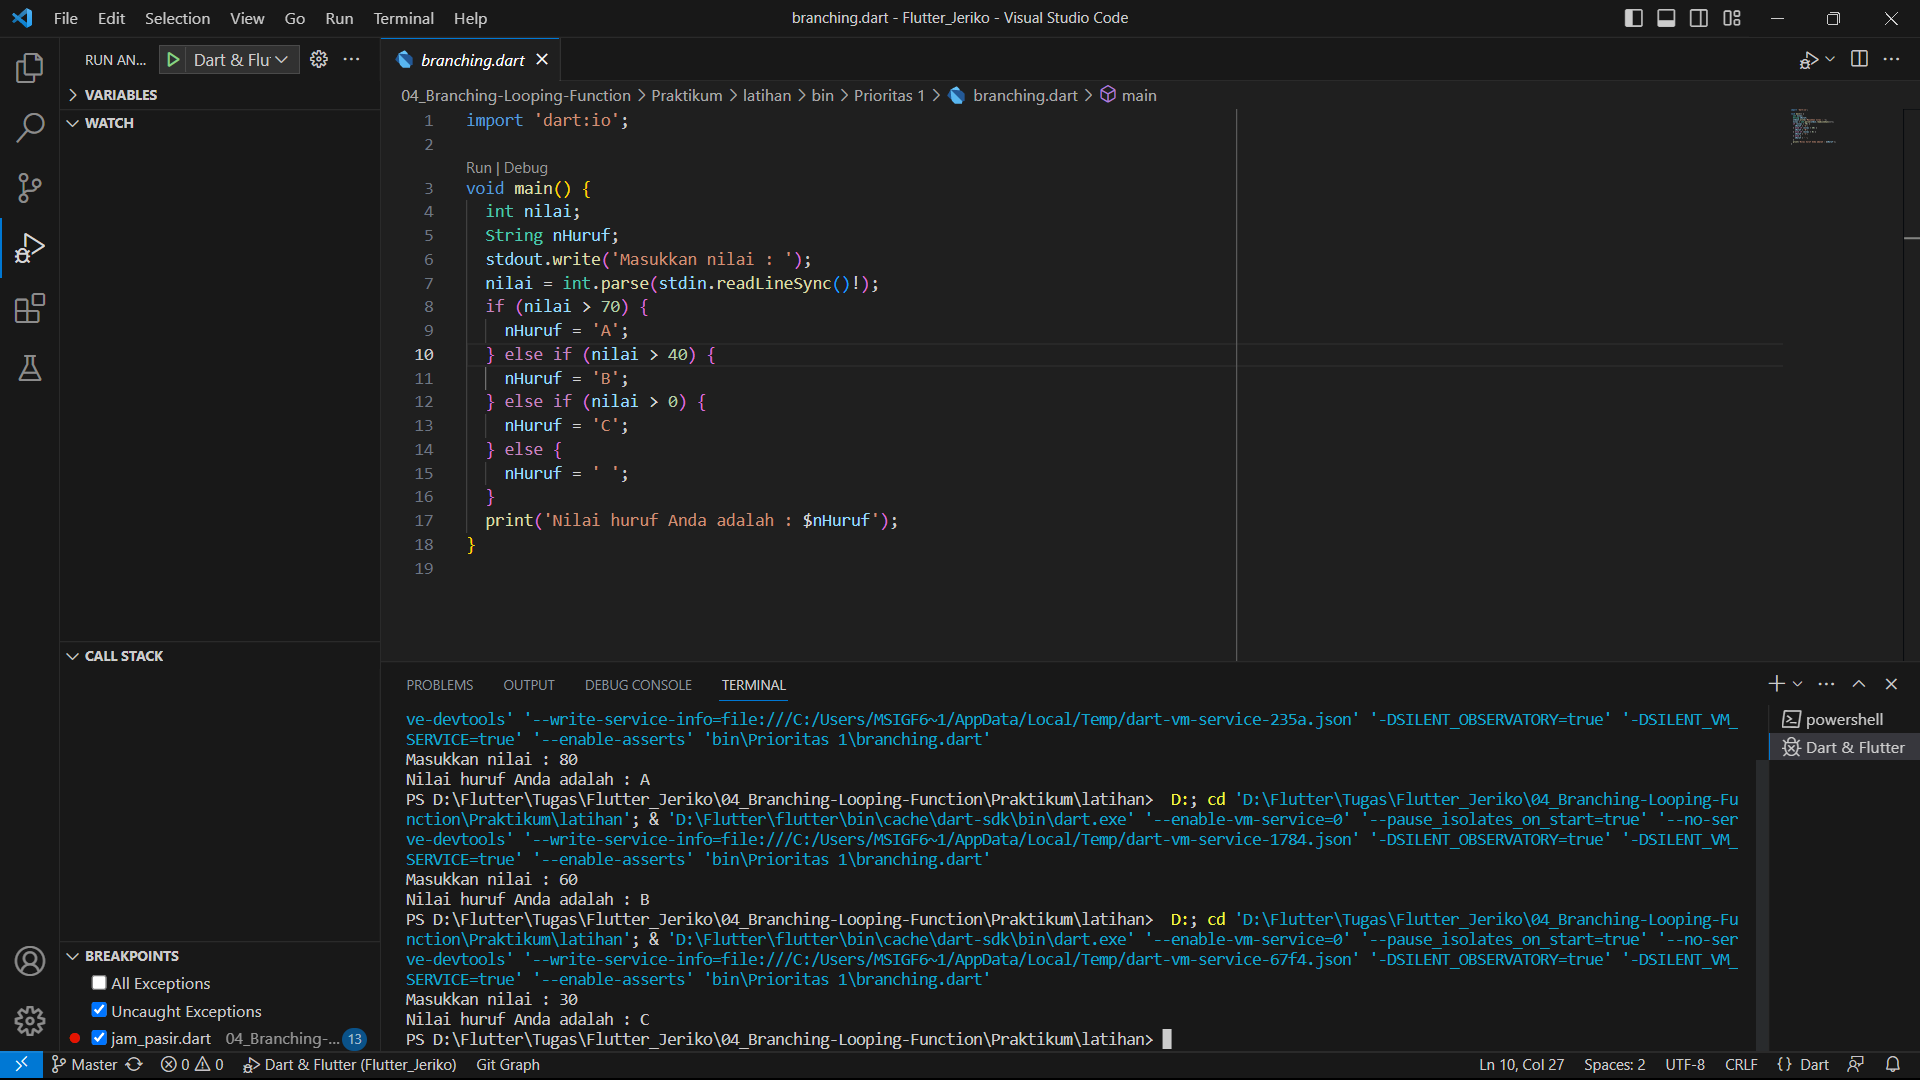 File Edit Selection View Go Run Terminal Help
branching.dart - Flutter_Jeriko - Visual Studio Code
RUN AN... Dart & Flu
VARIABLES
WATCH
CALL STACK
BREAKPOINTS
All Exceptions
Uncaught Exceptions
jam_pasir.dart 04_Branching-... 13
branching.dart
04_Branching-Looping-Function > Praktikum > latihan > bin > Prioritas 1 > branching.dart > main
1 import 'dart:io';
2
Run | Debug
3 void main() {
4 int nilai;
5 String nHuruf;
6 stdout.write('Masukkan nilai : ');
7 nilai = int.parse(stdin.readLineSync()!);
8 if (nilai > 70) {
9 nHuruf = 'A';
10 } else if (nilai > 40) {
11 nHuruf = 'B';
12 } else if (nilai > 0) {
13 nHuruf = 'C';
14 } else {
15 nHuruf = ' ';
16 }
17 print('Nilai huruf Anda adalah : $nHuruf');
18 }
19
PROBLEMS OUTPUT DEBUG CONSOLE TERMINAL
ve-devtools' '--write-service-info=file:///C:/Users/MSIGF6~1/AppData/Local/Temp/dart-vm-service-235a.json' '-DSILENT_OBSERVATORY=true' '-DSILENT_VM_
SERVICE=true' '--enable-asserts' 'bin\Prioritas 1\branching.dart'
Masukkan nilai : 80
Nilai huruf Anda adalah : A
PS D:\Flutter\Tugas\Flutter_Jeriko\04_Branching-Looping-Function\Praktikum\latihan>  D:; cd 'D:\Flutter\Tugas\Flutter_Jeriko\04_Branching-Looping-Fu
nction\Praktikum\latihan'; & 'D:\Flutter\flutter\bin\cache\dart-sdk\bin\dart.exe' '--enable-vm-service=0' '--pause_isolates_on_start=true' '--no-ser
ve-devtools' '--write-service-info=file:///C:/Users/MSIGF6~1/AppData/Local/Temp/dart-vm-service-1784.json' '-DSILENT_OBSERVATORY=true' '-DSILENT_VM_
SERVICE=true' '--enable-asserts' 'bin\Prioritas 1\branching.dart'
Masukkan nilai : 60
Nilai huruf Anda adalah : B
PS D:\Flutter\Tugas\Flutter_Jeriko\04_Branching-Looping-Function\Praktikum\latihan>  D:; cd 'D:\Flutter\Tugas\Flutter_Jeriko\04_Branching-Looping-Fu
nction\Praktikum\latihan'; & 'D:\Flutter\flutter\bin\cache\dart-sdk\bin\dart.exe' '--enable-vm-service=0' '--pause_isolates_on_start=true' '--no-ser
ve-devtools' '--write-service-info=file:///C:/Users/MSIGF6~1/AppData/Local/Temp/dart-vm-service-67f4.json' '-DSILENT_OBSERVATORY=true' '-DSILENT_VM_
SERVICE=true' '--enable-asserts' 'bin\Prioritas 1\branching.dart'
Masukkan nilai : 30
Nilai huruf Anda adalah : C
PS D:\Flutter\Tugas\Flutter_Jeriko\04_Branching-Looping-Function\Praktikum\latihan>
powershell
Dart & Flutter
Master 0 0 Dart & Flutter (Flutter_Jeriko) Git Graph
Ln 10, Col 27 Spaces: 2 UTF-8 CRLF {} Dart